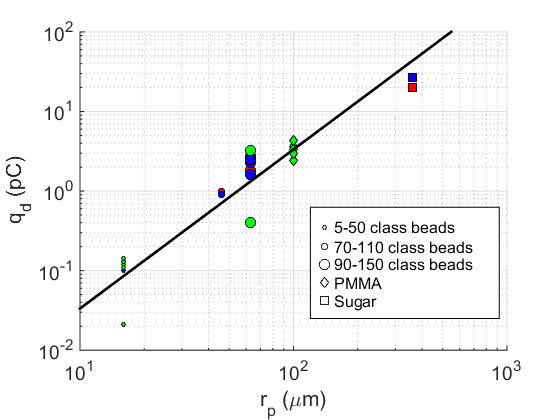 10^2
10^1
10^0
10^-1
10^-2
q_d (pC)
5-50 class beads
70-110 class beads
90-150 class beads
PMMA
Sugar
10^1 10^2 10^3
r_p (μm)